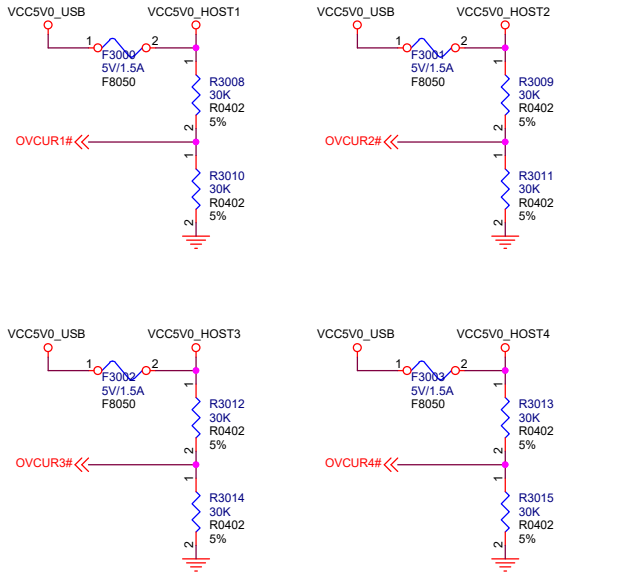 VCC5V0_USB
VCC5V0_HOST1
1
2
F3000
5V/1.5A
F8050
1
R3008
30K
R0402
5%
2
OVCUR1#
1
R3010
30K
R0402
5%
2
VCC5V0_USB
VCC5V0_HOST2
1
2
F3001
5V/1.5A
F8050
1
R3009
30K
R0402
5%
2
OVCUR2#
1
R3011
30K
R0402
5%
2
VCC5V0_USB
VCC5V0_HOST3
1
2
F3002
5V/1.5A
F8050
1
R3012
30K
R0402
5%
2
OVCUR3#
1
R3014
30K
R0402
5%
2
VCC5V0_USB
VCC5V0_HOST4
1
2
F3003
5V/1.5A
F8050
1
R3013
30K
R0402
5%
2
OVCUR4#
1
R3015
30K
R0402
5%
2